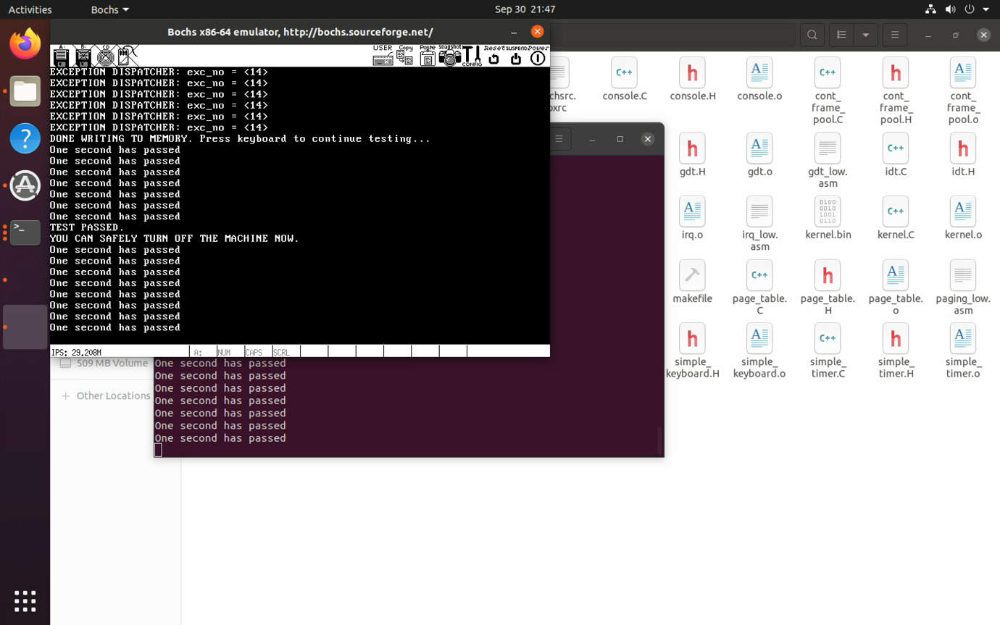 Activities
Bochs
Sep 30 21:47
Bochs x86-64 emulator, http://bochs.sourceforge.net/
A:
B:
CD
USER
Copy
Paste
snapshot
CONFIG
Reset
SUSPEND
Power
EXCEPTION DISPATCHER: exc_no = <14>
EXCEPTION DISPATCHER: exc_no = <14>
EXCEPTION DISPATCHER: exc_no = <14>
EXCEPTION DISPATCHER: exc_no = <14>
EXCEPTION DISPATCHER: exc_no = <14>
EXCEPTION DISPATCHER: exc_no = <14>
DONE WRITING TO MEMORY. Press keyboard to continue testing...
One second has passed
One second has passed
One second has passed
One second has passed
One second has passed
One second has passed
One second has passed
TEST PASSED.
YOU CAN SAFELY TURN OFF THE MACHINE NOW.
One second has passed
One second has passed
One second has passed
One second has passed
One second has passed
One second has passed
One second has passed
One second has passed
IPS: 29.208M
A:
NUM
CAPS
SCRL
509 MB Volume
Other Locations
One second has passed
One second has passed
One second has passed
One second has passed
One second has passed
One second has passed
One second has passed
chsrc.
oxrc
console.C
console.H
console.o
cont_
frame_
pool.C
cont_
frame_
pool.H
cont_
frame_
pool.o
gdt.H
gdt.o
gdt_low.
asm
idt.C
idt.H
irq.o
irq_low.
asm
kernel.bin
kernel.C
kernel.o
makefile
page_table.
C
page_table.
H
page_table.
o
paging_low.
asm
simple_
keyboard.H
simple_
keyboard.o
simple_
timer.C
simple_
timer.H
simple_
timer.o